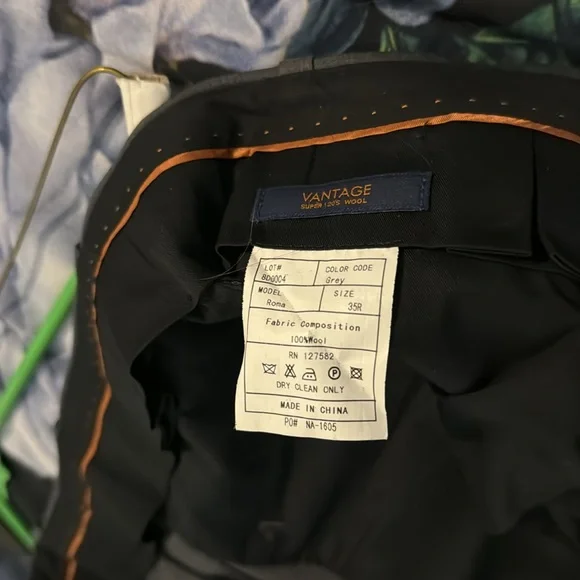 VANTAGE
SUPER 120'S WOOL
LOT# COLOR CODE
8D0004 Grey
MODEL SIZE
Roma 35R
Fabric Composition
100%Wool
RN 127582
DRY CLEAN ONLY
MADE IN CHINA
PO# NA-1605